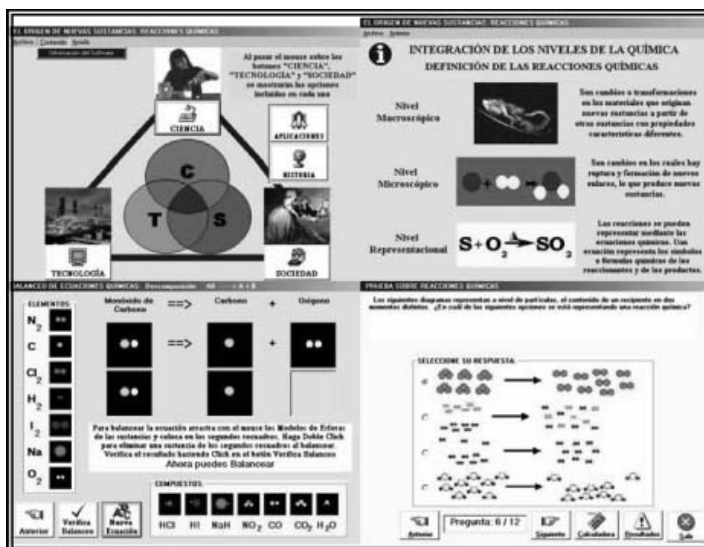 EL ORIGEN DE NUEVAS SUSTANCIAS: REACCIONES QUÍMICAS
Archivo Contenido Ayuda
Información del Software
Al pasar el mouse sobre los
botones "CIENCIA",
"TECNOLOGÍA" y "SOCIEDAD"
se mostrarán las opciones
incluidas en cada una
CIENCIA
APLICACIONES
HISTORIA
C
T
S
TECNOLOGÍA
SOCIEDAD
EL ORIGEN DE NUEVAS SUSTANCIAS: REACCIONES QUÍMICAS
Archivo
INTEGRACIÓN DE LOS NIVELES DE LA QUÍMICA
DEFINICIÓN DE LAS REACCIONES QUÍMICAS
Nivel
Macroscópico
Son cambios o transformaciones
en los materiales que originan
nuevas sustancias a partir de
otras sustancias con propiedades
características diferentes.
Nivel
Microscópico
+
Son cambios en los cuales hay
ruptura y formación de nuevos
enlaces, lo que produce nuevas
sustancias.
Nivel
Representacional
S + O2 → SO2
Las reacciones se pueden
representar mediante las
ecuaciones químicas. Una
ecuación representa los símbolos
o fórmulas químicas de los
reaccionantes y de los productos.
BALANCEO DE ECUACIONES QUÍMICAS: Descomposición AB ----> A + B
ELEMENTOS
N2
C
Cl2
H2
I2
Na
O2
Monóxido de
Carbono
==>
Carbono
+
Oxígeno
==>
+
Para balancear la ecuación arrastra con el mouse los Modelos de Esferas
de las sustancias y coloca en los segundos recuadros. Haga Doble Click
para eliminar una sustancia de los segundos recuadros al balancear.
Verifica el resultado haciendo Click en el botón Verifica Balanceo
Ahora puedes Balancear
Anterior
Verifica
Balanceo
Nueva
Ecuación
COMPUESTOS
HCl HI NaH NO2 CO CO2 H2O
PRUEBA SOBRE REACCIONES QUÍMICAS
Los siguientes diagramas representan a nivel de partículas, el contenido de un recipiente en dos
momentos distintos. ¿En cuál de las siguientes opciones se está representando una reacción química?
SELECCIONE SU RESPUESTA
Anterior
Pregunta: 6 / 12
Siguiente
Calculadora
Resultados
Salir